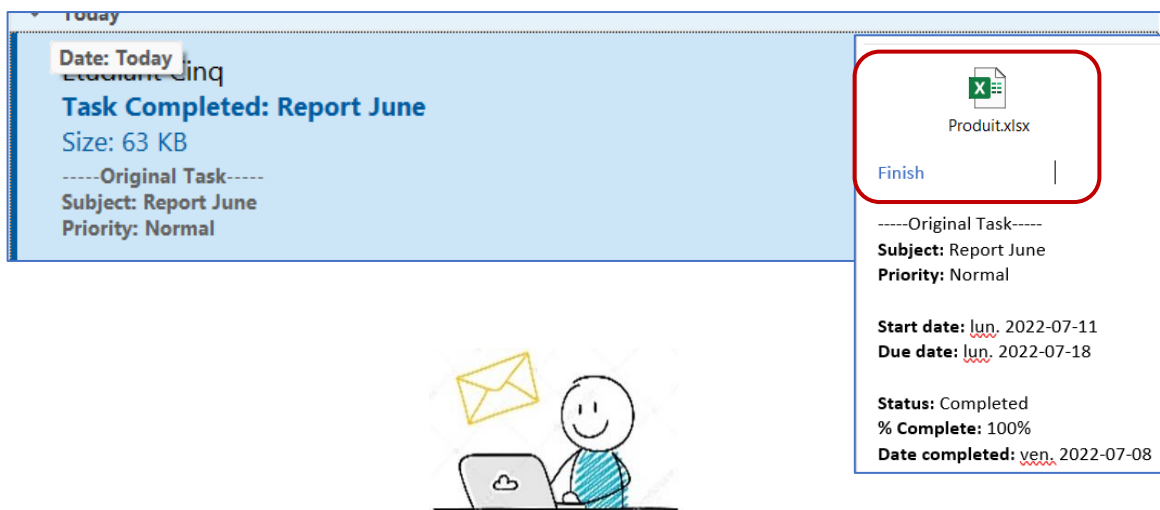 Today
Date: Today
Etudiant Cinq
Task Completed: Report June
Size: 63 KB
-----Original Task-----
Subject: Report June
Priority: Normal
Produit.xlsx
Finish
-----Original Task-----
Subject: Report June
Priority: Normal
Start date: lun. 2022-07-11
Due date: lun. 2022-07-18
Status: Completed
% Complete: 100%
Date completed: ven. 2022-07-08